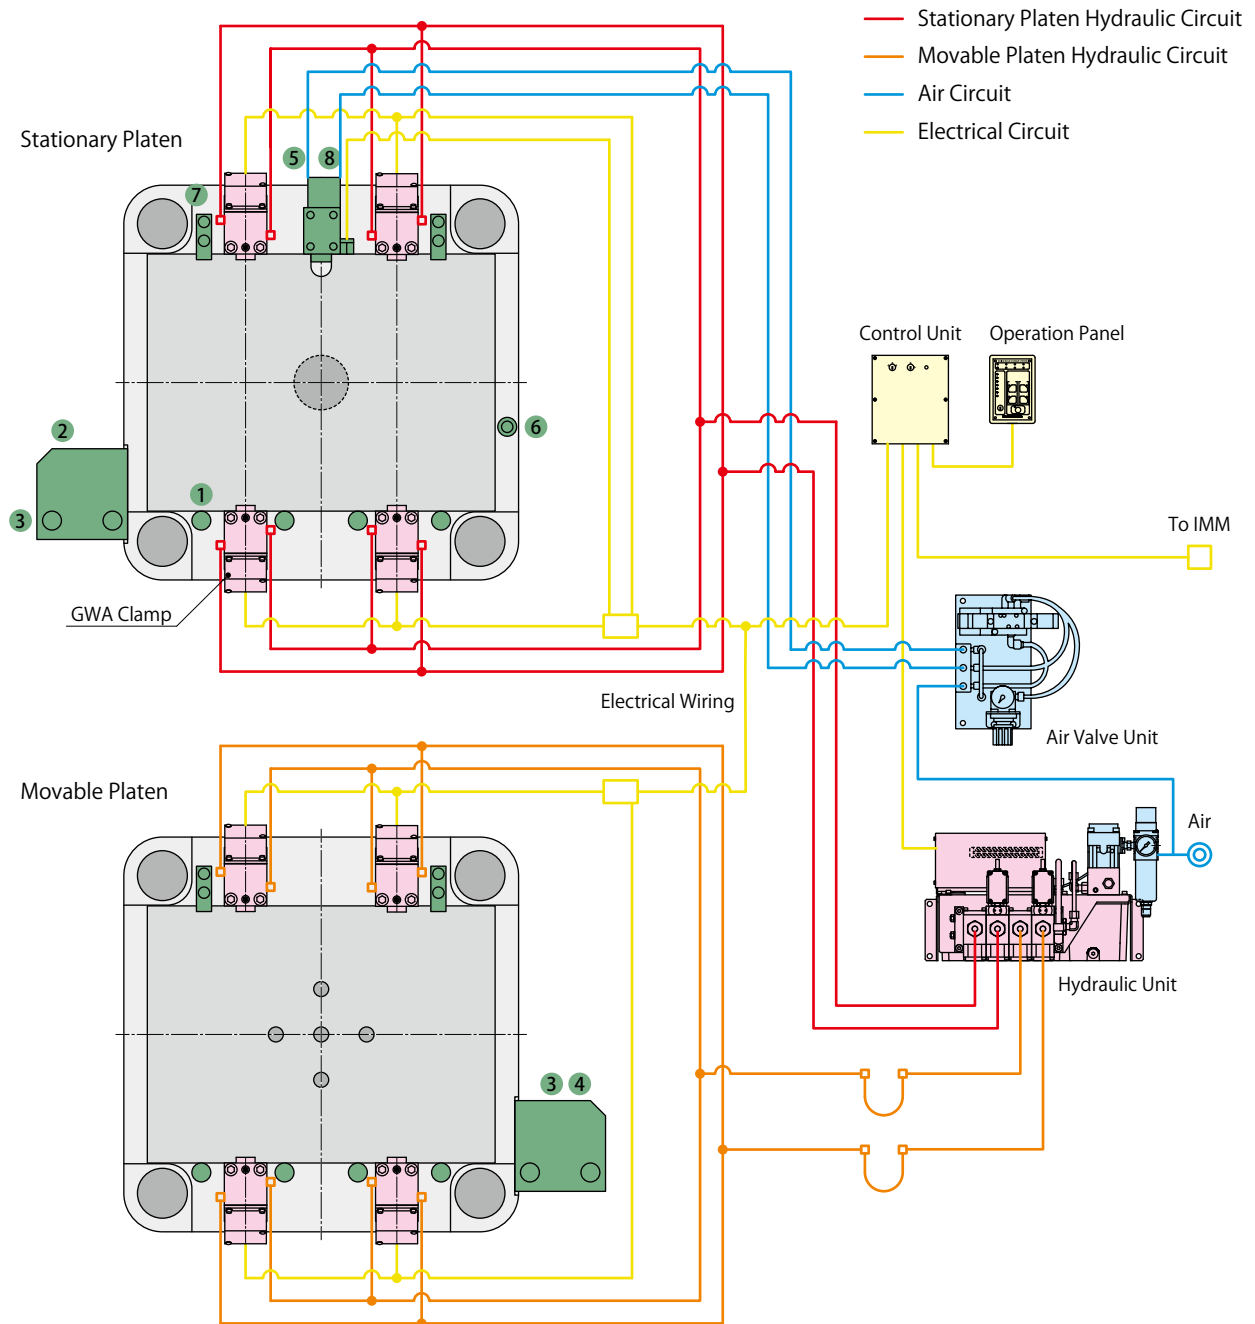 Stationary Platen Hydraulic Circuit
Movable Platen Hydraulic Circuit
Air Circuit
Electrical Circuit
Stationary Platen
5 8
7
Control Unit Operation Panel
2
6
1
3
To IMM
GWA Clamp
Electrical Wiring
Air Valve Unit
Movable Platen
Air
Hydraulic Unit
3 4